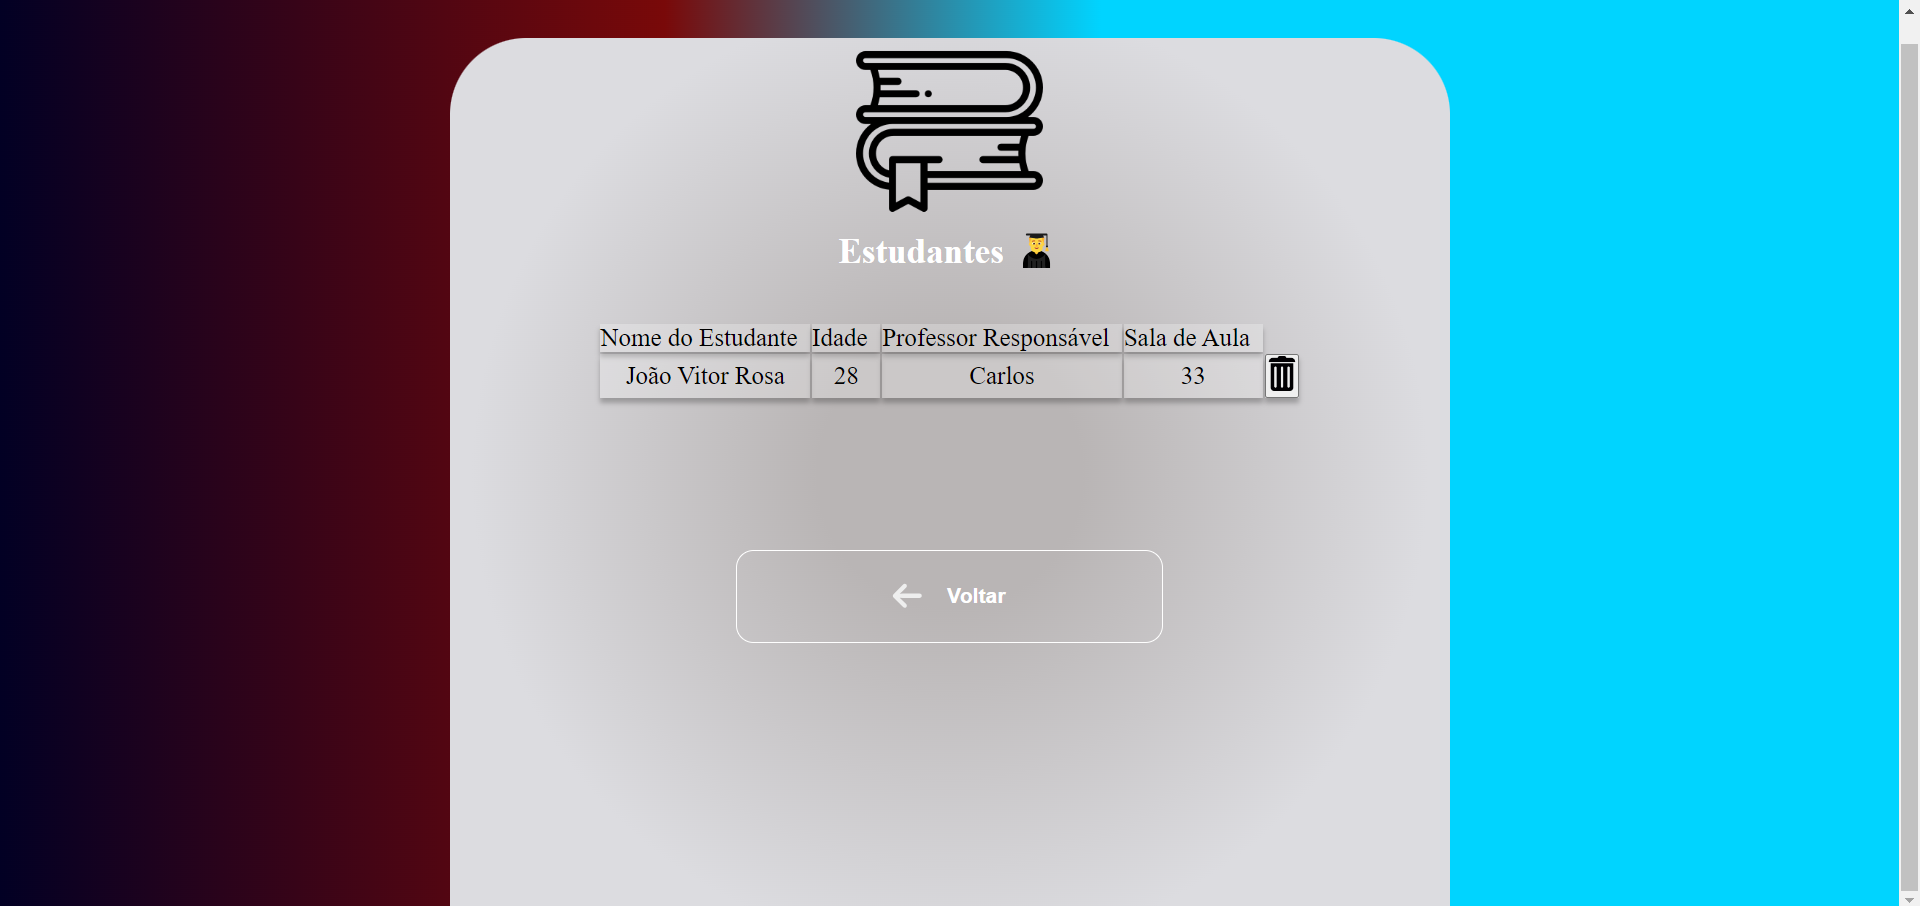 Estudantes
Nome do Estudante Idade Professor Responsável Sala de Aula
João Vitor Rosa 28 Carlos 33
Voltar